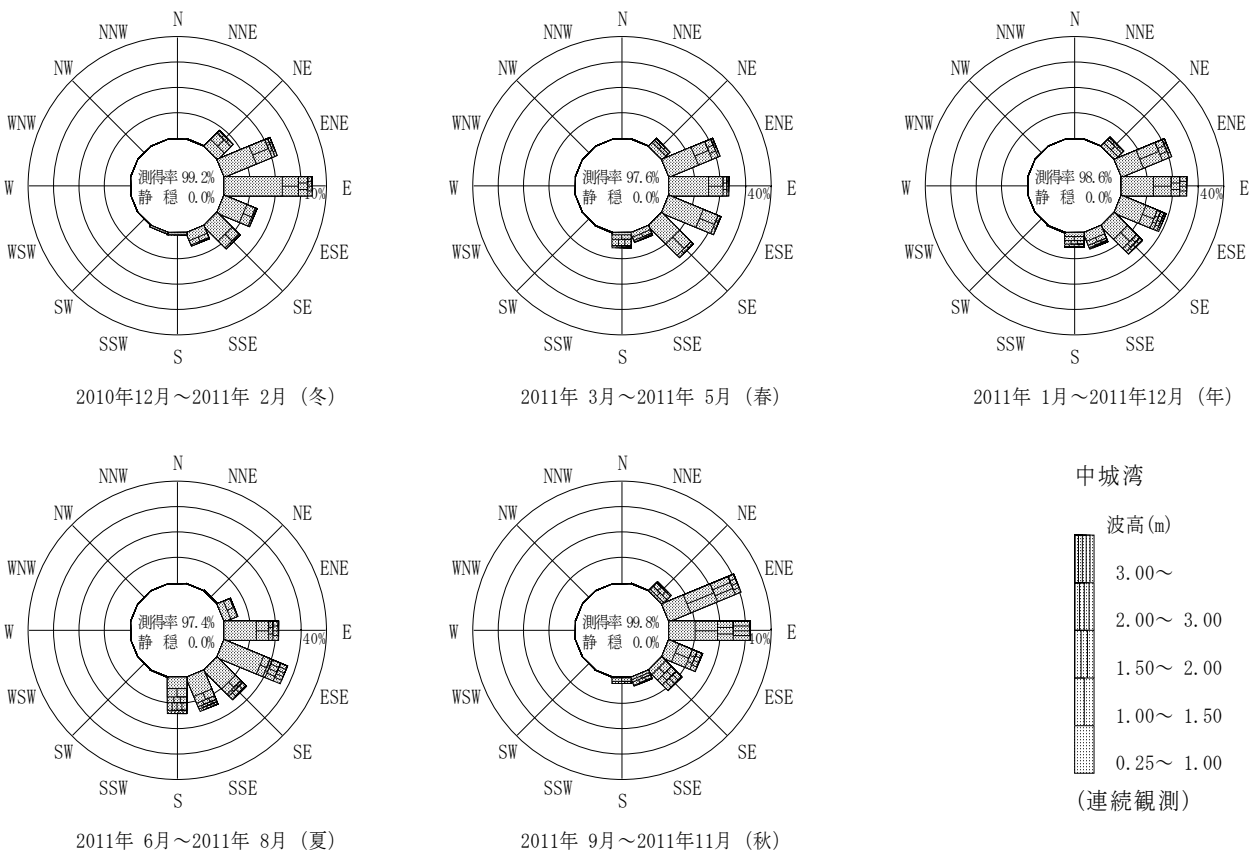 N
NNW
NNE
NW
NE
WNW
ENE
測得率 99.2%
静 穏 0.0%
W
40%
E
WSW
ESE
SW
SE
SSW
SSE
S
2010年12月～2011年 2月 (冬)
N
NNW
NNE
NW
NE
WNW
ENE
測得率 97.6%
静 穏 0.0%
W
40%
E
WSW
ESE
SW
SE
SSW
SSE
S
2011年 3月～2011年 5月 (春)
N
NNW
NNE
NW
NE
WNW
ENE
測得率 98.6%
静 穏 0.0%
W
40%
E
WSW
ESE
SW
SE
SSW
SSE
S
2011年 1月～2011年12月 (年)
N
NNW
NNE
NW
NE
WNW
ENE
測得率 97.4%
静 穏 0.0%
W
40%
E
WSW
ESE
SW
SE
SSW
SSE
S
2011年 6月～2011年 8月 (夏)
N
NNW
NNE
NW
NE
WNW
ENE
測得率 99.8%
静 穏 0.0%
W
40%
E
WSW
ESE
SW
SE
SSW
SSE
S
2011年 9月～2011年11月 (秋)
中城湾
波高(m)
3.00～
2.00～ 3.00
1.50～ 2.00
1.00～ 1.50
0.25～ 1.00
(連続観測)